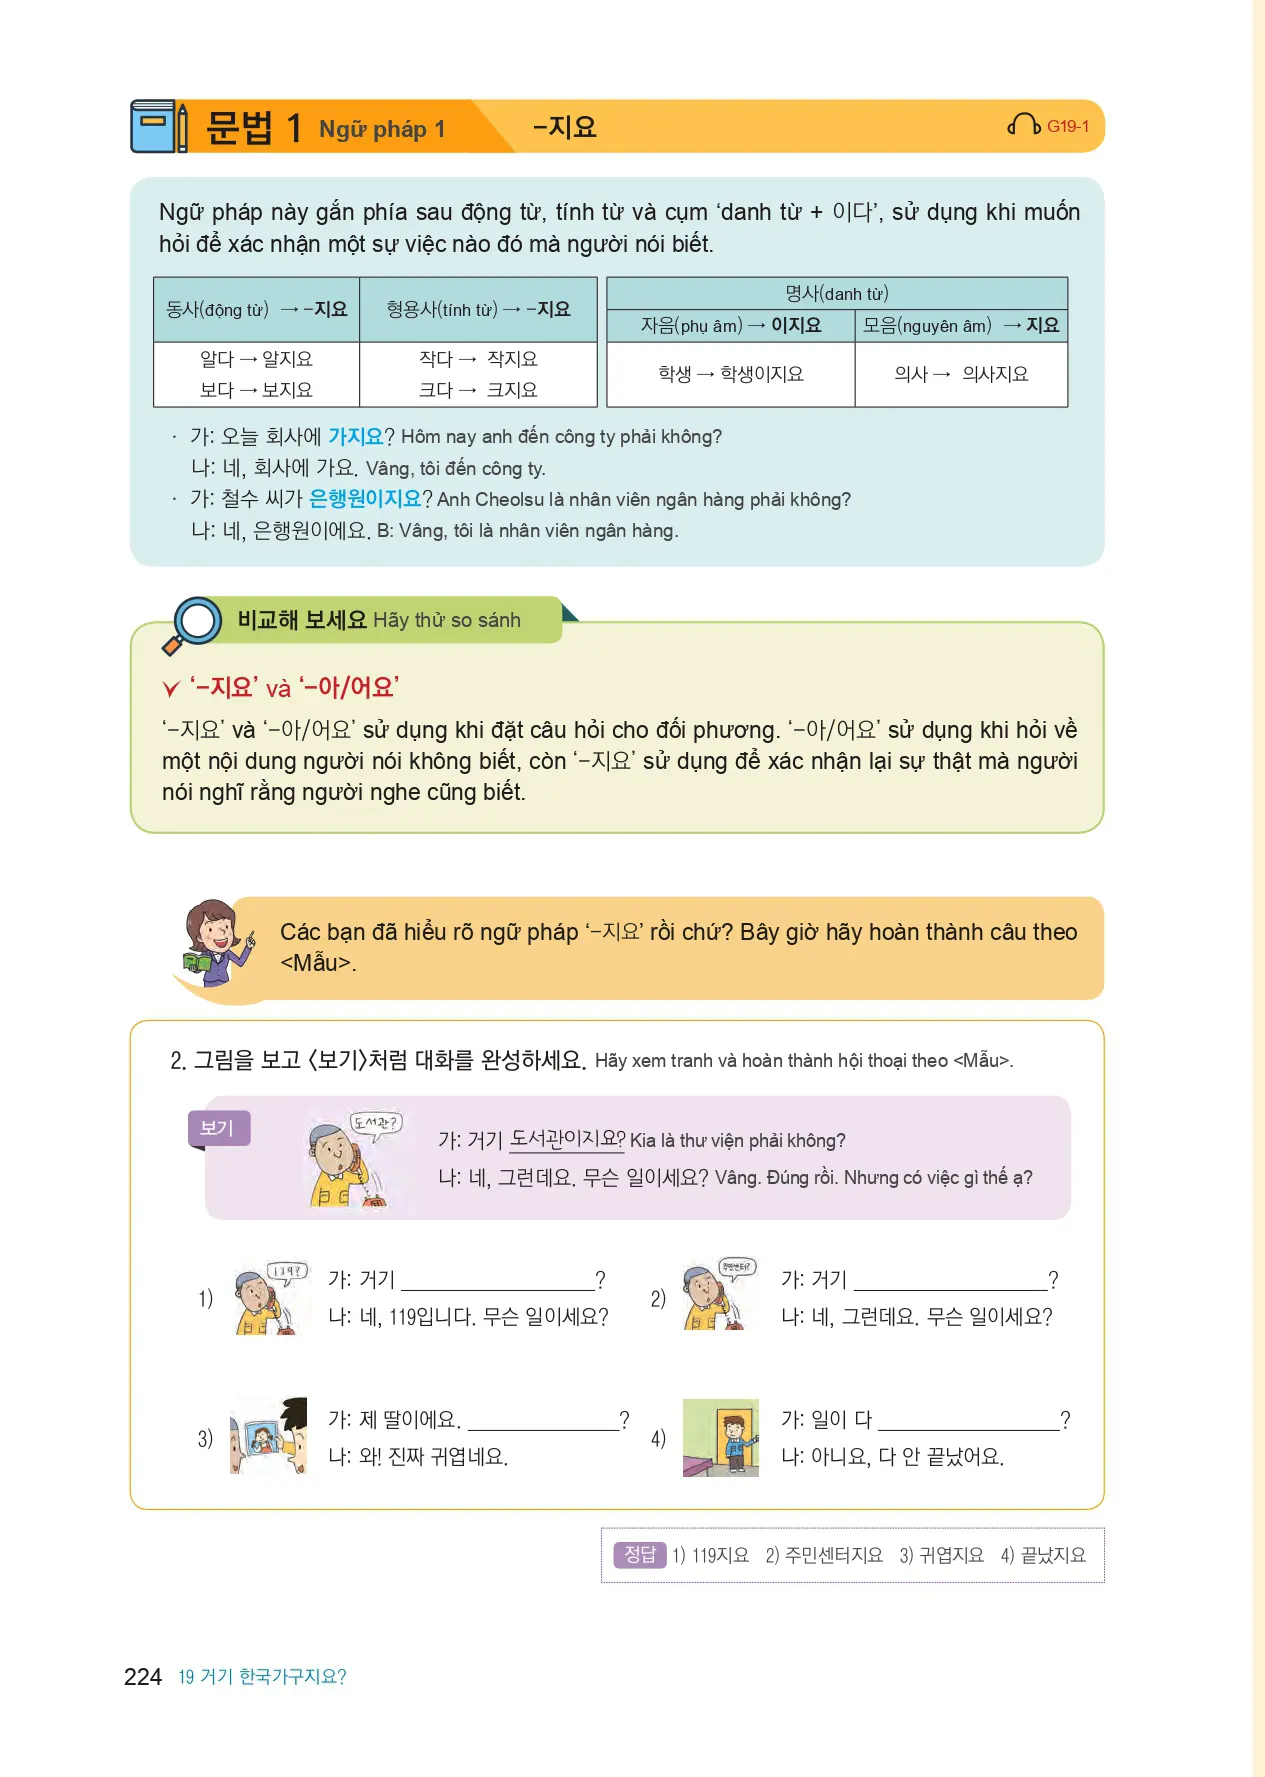 문법 1 Ngữ pháp 1 -지요 G19-1
Ngữ pháp này gắn phía sau động từ, tính từ và cụm ‘danh từ + 이다’, sử dụng khi muốn
hỏi để xác nhận một sự việc nào đó mà người nói biết.
동사(động từ) → -지요 형용사(tính từ) → -지요
알다 → 알지요 작다 → 작지요
보다 → 보지요 크다 → 크지요
명사(danh từ)
자음(phụ âm) → 이지요 모음(nguyên âm) → 지요
학생 → 학생이지요 의사 → 의사지요
· 가: 오늘 회사에 가지요? Hôm nay anh đến công ty phải không?
나: 네, 회사에 가요. Vâng, tôi đến công ty.
· 가: 철수 씨가 은행원이지요? Anh Cheolsu là nhân viên ngân hàng phải không?
나: 네, 은행원이에요. B: Vâng, tôi là nhân viên ngân hàng.
비교해 보세요 Hãy thử so sánh
‘-지요’ và ‘-아/어요’
‘-지요’ và ‘-아/어요’ sử dụng khi đặt câu hỏi cho đối phương. ‘-아/어요’ sử dụng khi hỏi về
một nội dung người nói không biết, còn ‘-지요’ sử dụng để xác nhận lại sự thật mà người
nói nghĩ rằng người nghe cũng biết.
Các bạn đã hiểu rõ ngữ pháp ‘-지요’ rồi chứ? Bây giờ hãy hoàn thành câu theo
<Mẫu>.
2. 그림을 보고 〈보기〉처럼 대화를 완성하세요. Hãy xem tranh và hoàn thành hội thoại theo <Mẫu>.
보기
도서관?
가: 거기 도서관이지요? Kia là thư viện phải không?
나: 네, 그런데요. 무슨 일이세요? Vâng. Đúng rồi. Nhưng có việc gì thế ạ?
1)
119?
가: 거기 ____________?
나: 네, 119입니다. 무슨 일이세요?
2)
주민센터?
가: 거기 ____________?
나: 네, 그런데요. 무슨 일이세요?
3)
가: 제 딸이에요. ____________?
나: 와! 진짜 귀엽네요.
4)
가: 일이 다 ____________?
나: 아니요, 다 안 끝났어요.
정답 1) 119지요 2) 주민센터지요 3) 귀엽지요 4) 끝났지요
224 19 거기 한국가구지요?